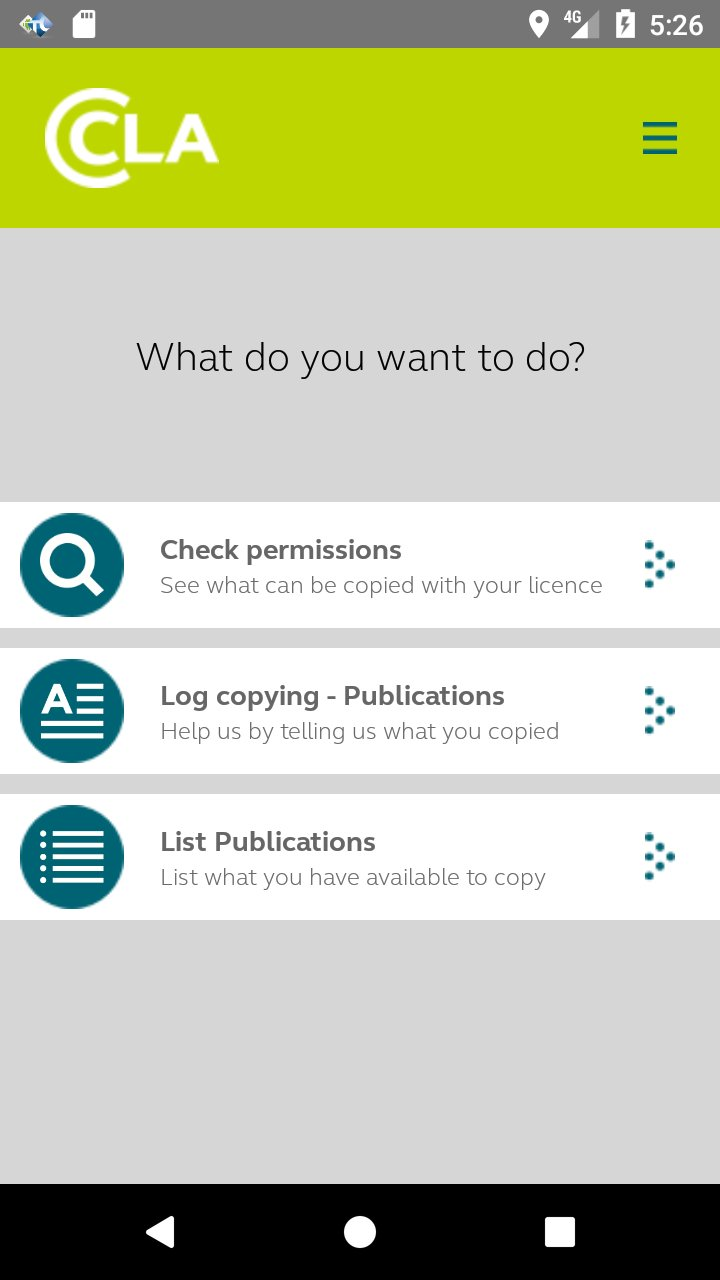 4G 5:26
CLA
What do you want to do?
Check permissions
See what can be copied with your licence
Log copying - Publications
Help us by telling us what you copied
List Publications
List what you have available to copy